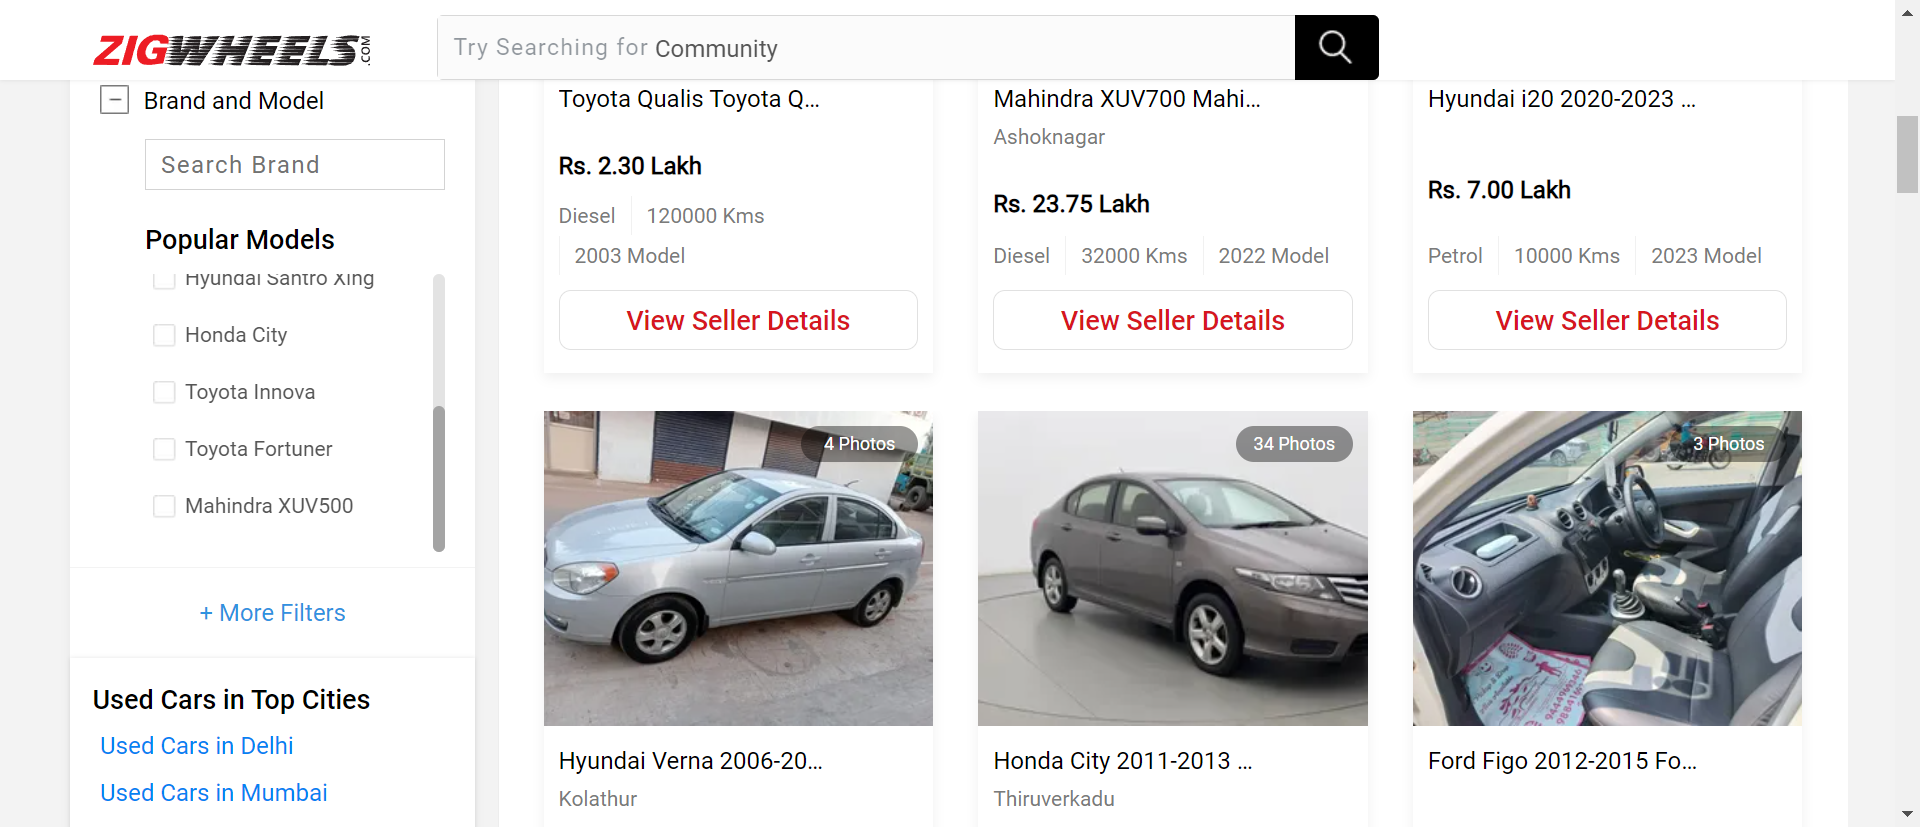 ZIGWHEELS.COM
Try Searching for Community
Brand and Model
Search Brand
Popular Models
Hyundai Santro Xing
Honda City
Toyota Innova
Toyota Fortuner
Mahindra XUV500
+ More Filters
Used Cars in Top Cities
Used Cars in Delhi
Used Cars in Mumbai
Toyota Qualis Toyota Q...
Rs. 2.30 Lakh
Diesel
120000 Kms
2003 Model
View Seller Details
Mahindra XUV700 Mahi...
Ashoknagar
Rs. 23.75 Lakh
Diesel
32000 Kms
2022 Model
View Seller Details
Hyundai i20 2020-2023 ...
Rs. 7.00 Lakh
Petrol
10000 Kms
2023 Model
View Seller Details
4 Photos
Hyundai Verna 2006-20...
Kolathur
34 Photos
Honda City 2011-2013 ...
Thiruverkadu
3 Photos
Ford Figo 2012-2015 Fo...